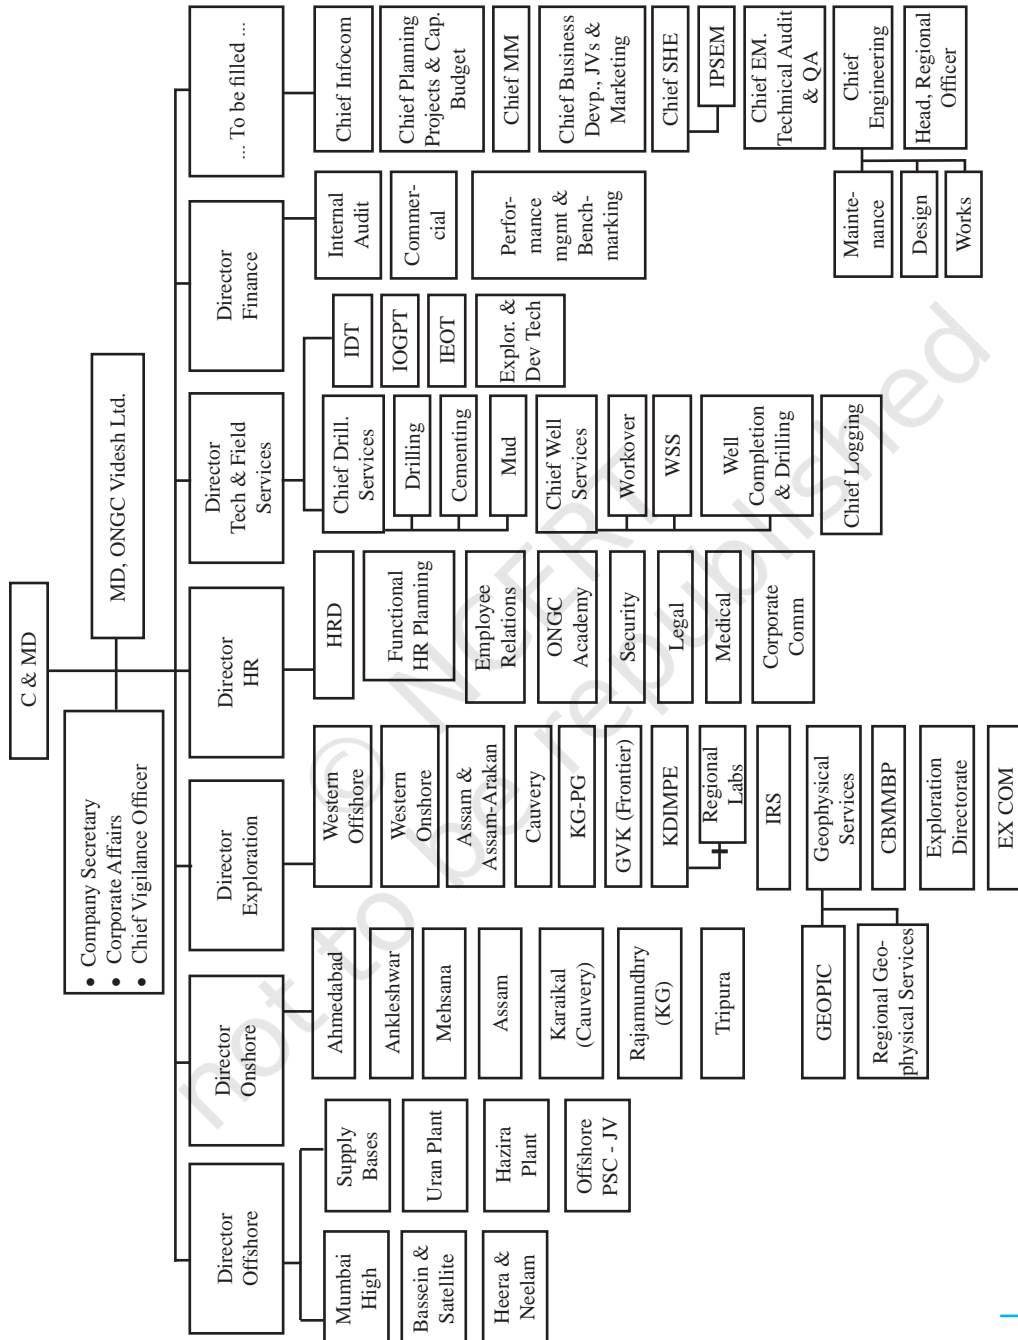 C & MD
• Company Secretary
• Corporate Affairs
• Chief Vigilance Officer
MD, ONGC Videsh Ltd.
Director
Offshore
Mumbai
High
Bassein &
Satellite
Heera &
Neelam
Supply
Bases
Uran Plant
Hazira
Plant
Offshore
PSC - JV
Director
Onshore
Ahmedabad
Ankleshwar
Mehsana
Assam
Karaikal
(Cauvery)
Rajamundhry
(KG)
Tripura
Director
Exploration
Western
Offshore
Western
Onshore
Assam &
Assam-Arakan
Cauvery
KG-PG
GVK (Frontier)
KDIMPE
Regional
Labs
IRS
Geophysical
Services
GEOPIC
Regional Geo-
physical Services
CBMMBP
Exploration
Directorate
EX COM
Director
HR
HRD
Functional
HR Planning
Employee
Relations
ONGC
Academy
Security
Legal
Medical
Corporate
Comm
Director
Tech & Field
Services
Chief Drill.
Services
Drilling
Cementing
Mud
Chief Well
Services
Workover
WSS
Well
Completion
& Drilling
Chief Logging
IDT
IOGPT
IEOT
Explor. &
Dev Tech
Director
Finance
Internal
Audit
Commer-
cial
Perfor-
mance
mgmt &
Bench-
marking
... To be filled ...
Chief Infocom
Chief Planning
Projects & Cap.
Budget
Chief MM
Chief Business
Devp., JVs &
Marketing
Chief SHE
IPSEM
Chief EM.
Technical Audit
& QA
Chief
Engineering
Mainte-
nance
Design
Works
Head, Regional
Officer
© NCERT
not to be republished